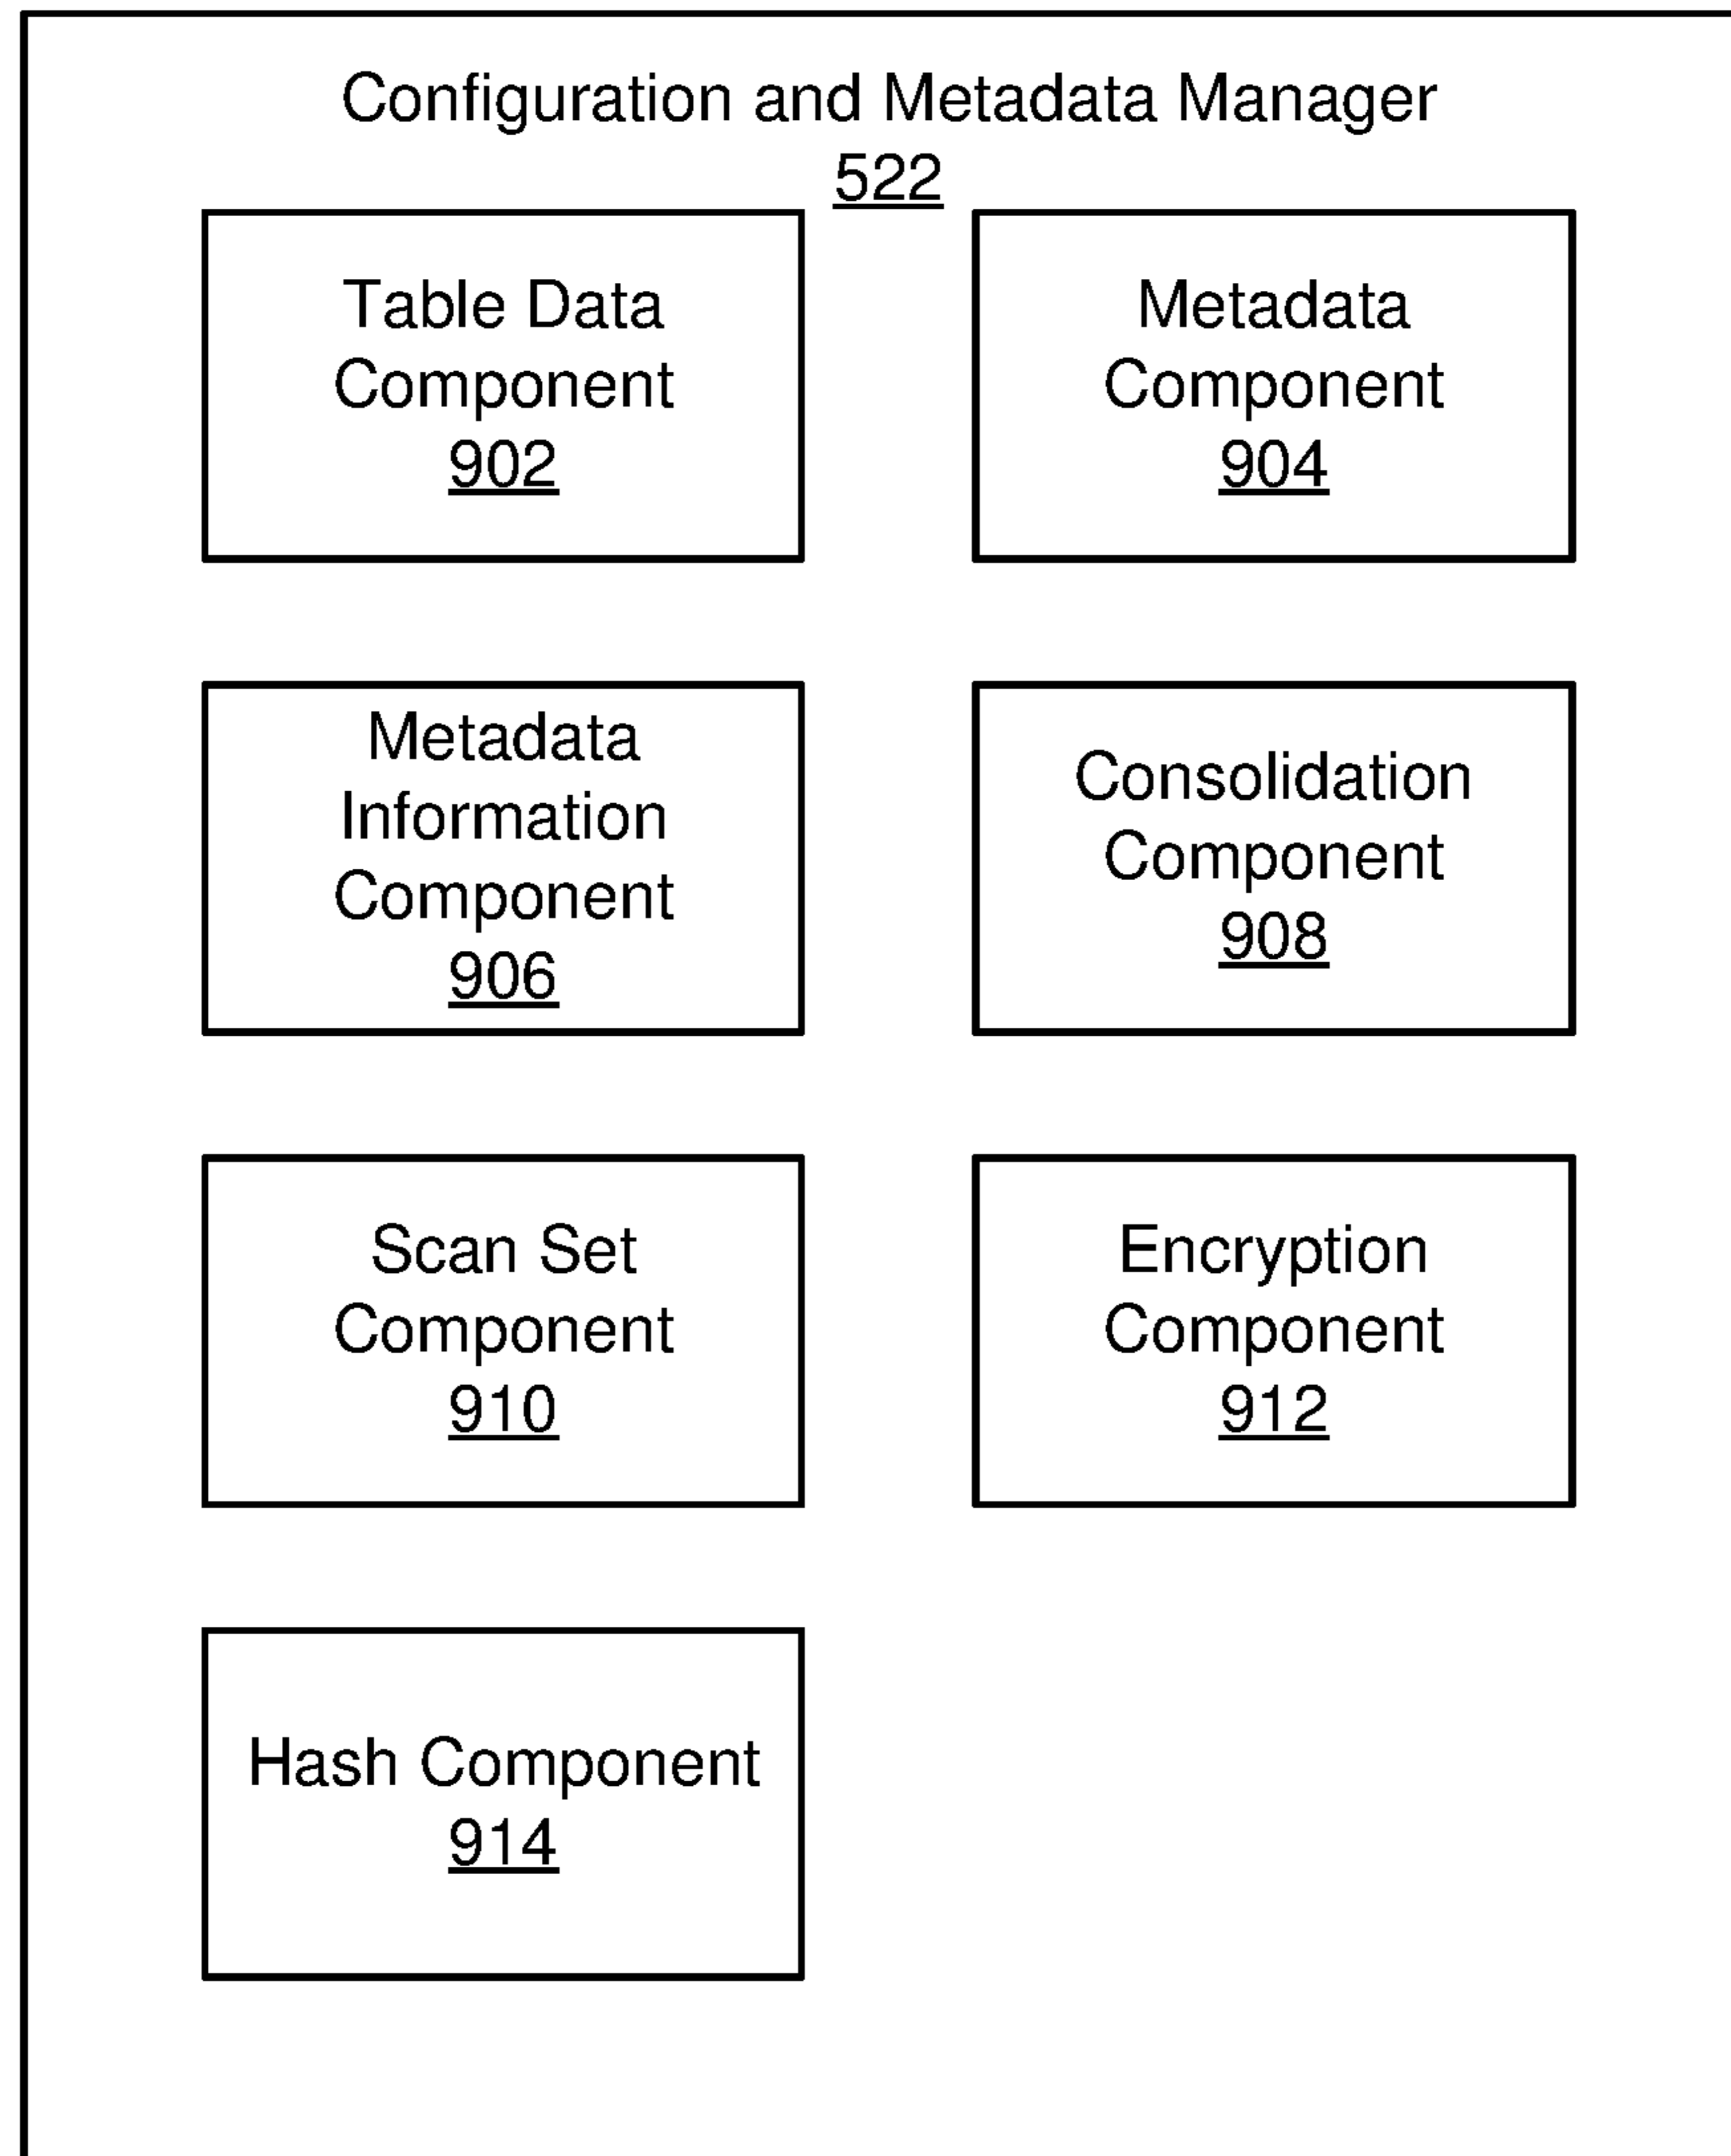 Configuration and Metadata Manager
522
Table Data
Component
902
Metadata
Component
904
Metadata
Information
Component
906
Consolidation
Component
908
Scan Set
Component
910
Encryption
Component
912
Hash Component
914